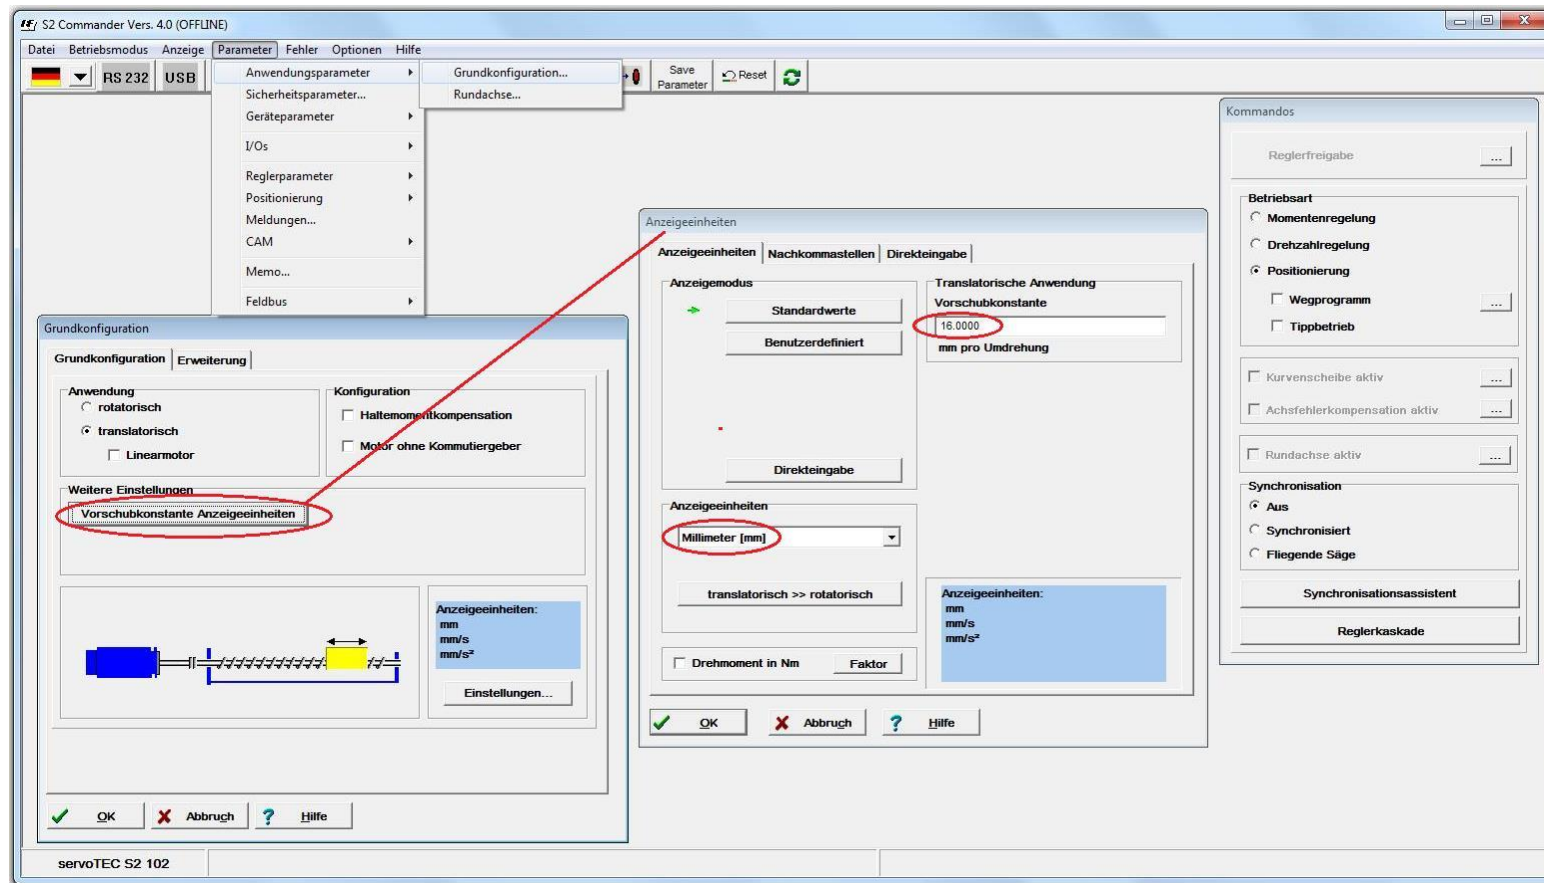 S2 Commander Vers. 4.0 (OFFLINE)
Datei Betriebsmodus Anzeige Parameter Fehler Optionen Hilfe
RS 232 USB
Save Parameter
Reset
Anwendungsparameter
Sicherheitsparameter...
Geräteparameter
I/Os
Reglerparameter
Positionierung
Meldungen...
CAM
Memo...
Feldbus
Grundkonfiguration...
Rundachse...
Grundkonfiguration
Grundkonfiguration Erweiterung
Anwendung
rotatorisch
translatorisch
Linearmotor
Konfiguration
Haltemomentkompensation
Motor ohne Kommutiergeber
Weitere Einstellungen
Vorschubkonstante Anzeigeeinheiten
Anzeigeeinheiten:
mm
mm/s
mm/s²
Einstellungen...
OK Abbruch Hilfe
Anzeigeeinheiten
Anzeigeeinheiten Nachkommastellen Direkteingabe
Anzeigemodus
Standardwerte
Benutzerdefiniert
Direkteingabe
Translatorische Anwendung
Vorschubkonstante
16.0000
mm pro Umdrehung
Anzeigeeinheiten
Millimeter [mm]
translatorisch >> rotatorisch
Drehmoment in Nm Faktor
Anzeigeeinheiten:
mm
mm/s
mm/s²
OK Abbruch Hilfe
Kommandos
Reglerfreigabe ...
Betriebsart
Momentenregelung
Drehzahlregelung
Positionierung
Wegprogramm ...
Tippbetrieb
Kurvenscheibe aktiv ...
Achsfehlerkompensation aktiv ...
Rundachse aktiv ...
Synchronisation
Aus
Synchronisiert
Fliegende Säge
Synchronisationsassistent
Reglerkaskade
servoTEC S2 102